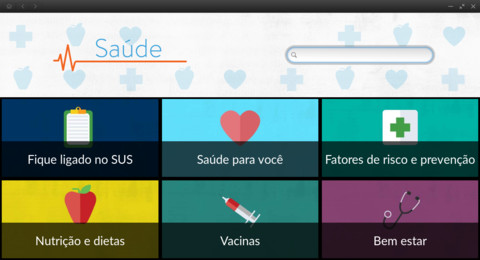 Saúde
Fique ligado no SUS
Saúde para você
Fatores de risco e prevenção
Nutrição e dietas
Vacinas
Bem estar